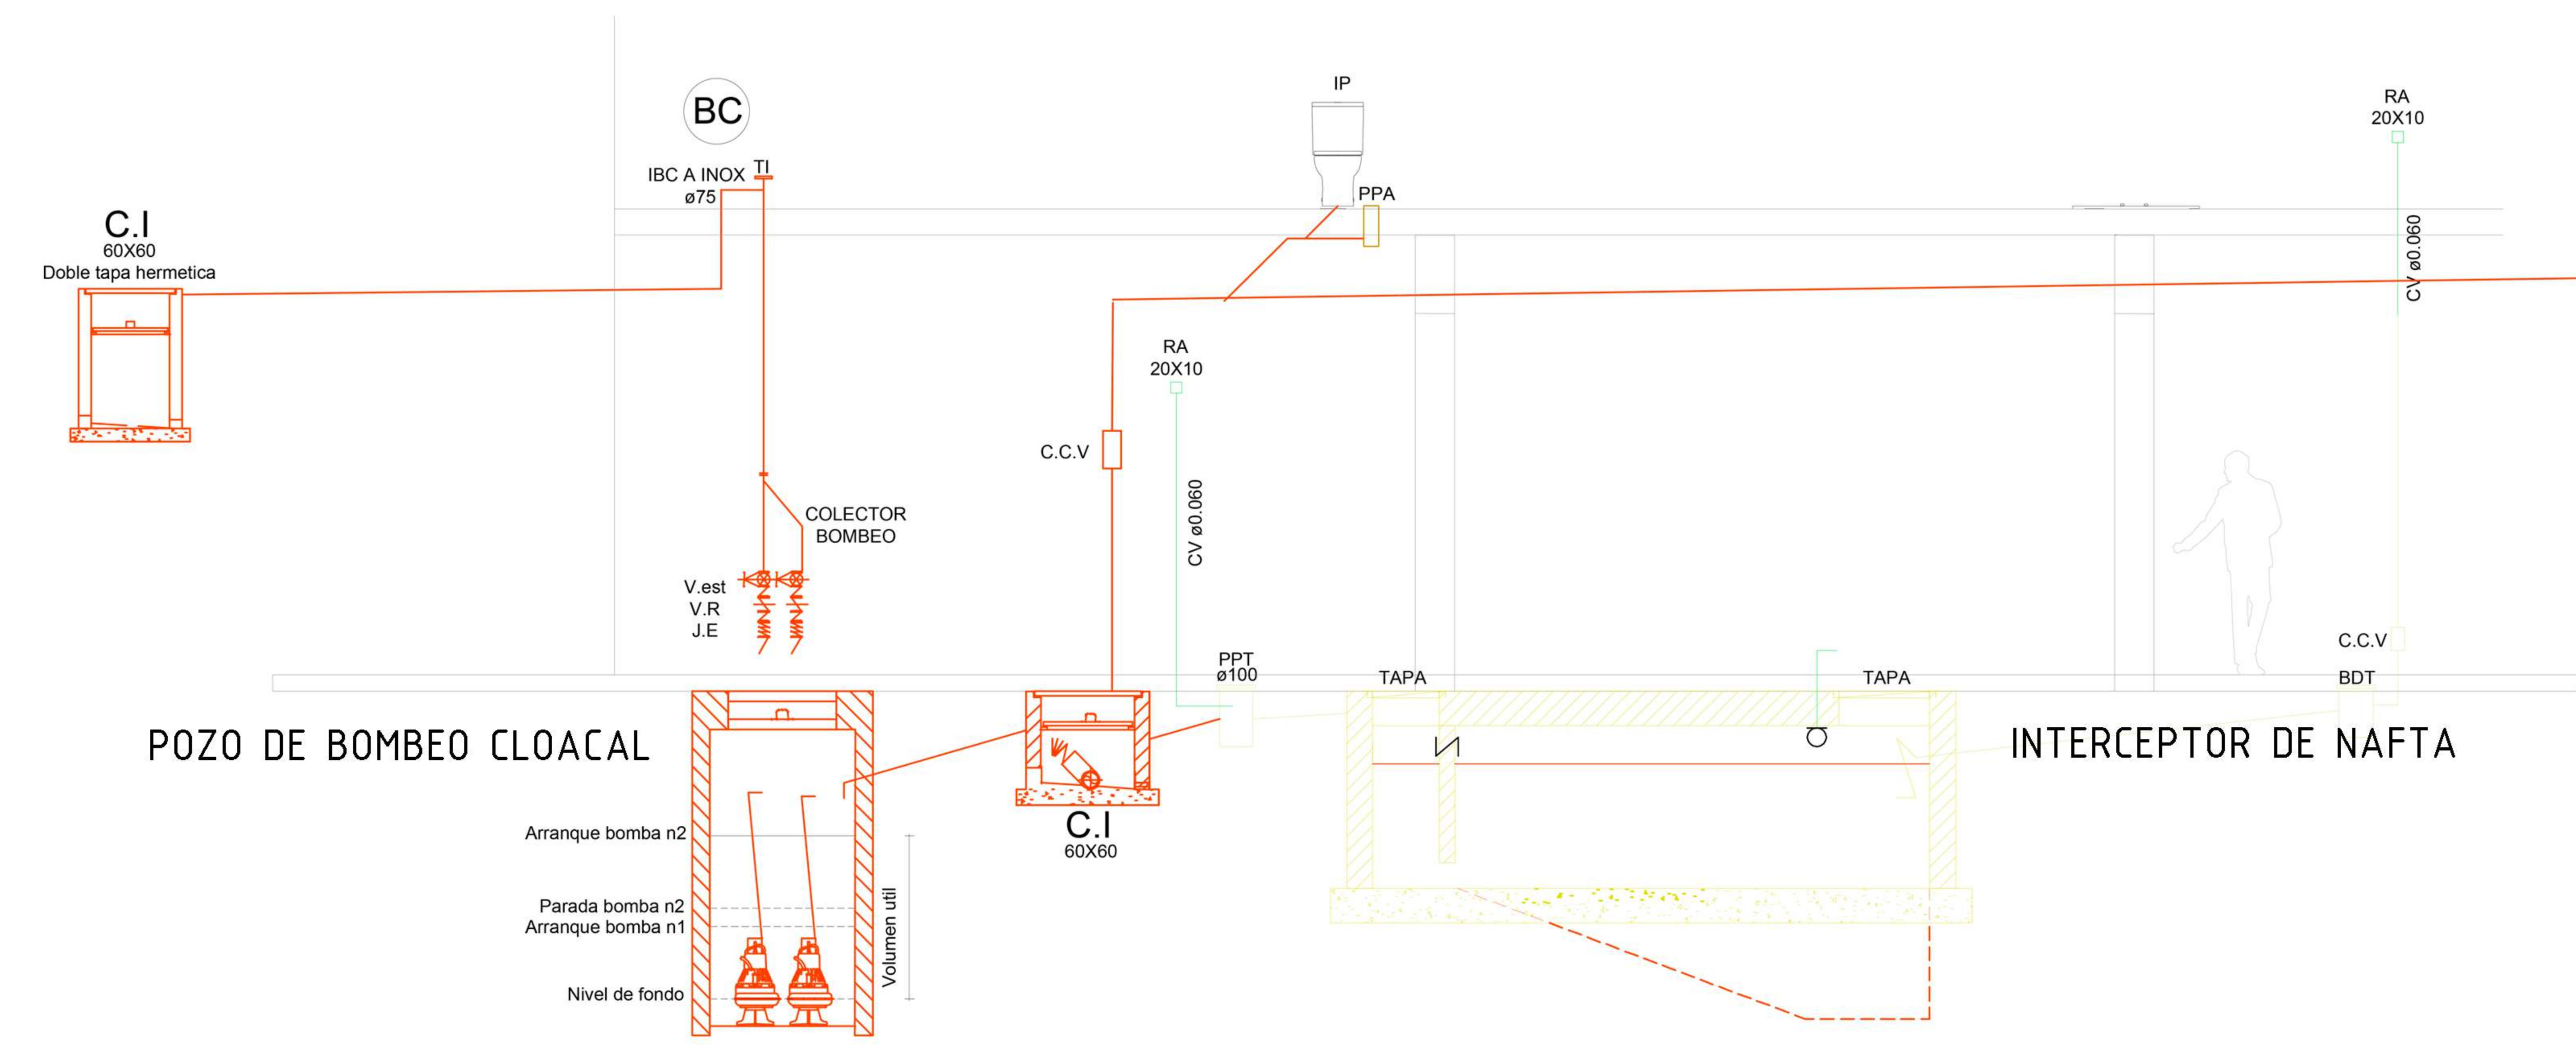 IP
RA
20X10
BC
IBC A INOX
TI
ø75
PPA
C.I
60X60
Doble tapa hermetica
CV ø0.060
RA
20X10
C.C.V
CV ø0.060
COLECTOR
BOMBEO
V.est
V.R
J.E
C.C.V
PPT
ø100
TAPA
TAPA
BDT
POZO DE BOMBEO CLOACAL
INTERCEPTOR DE NAFTA
C.I
60X60
Arranque bomba n2
Parada bomba n2
Arranque bomba n1
Nivel de fondo
Volumen util